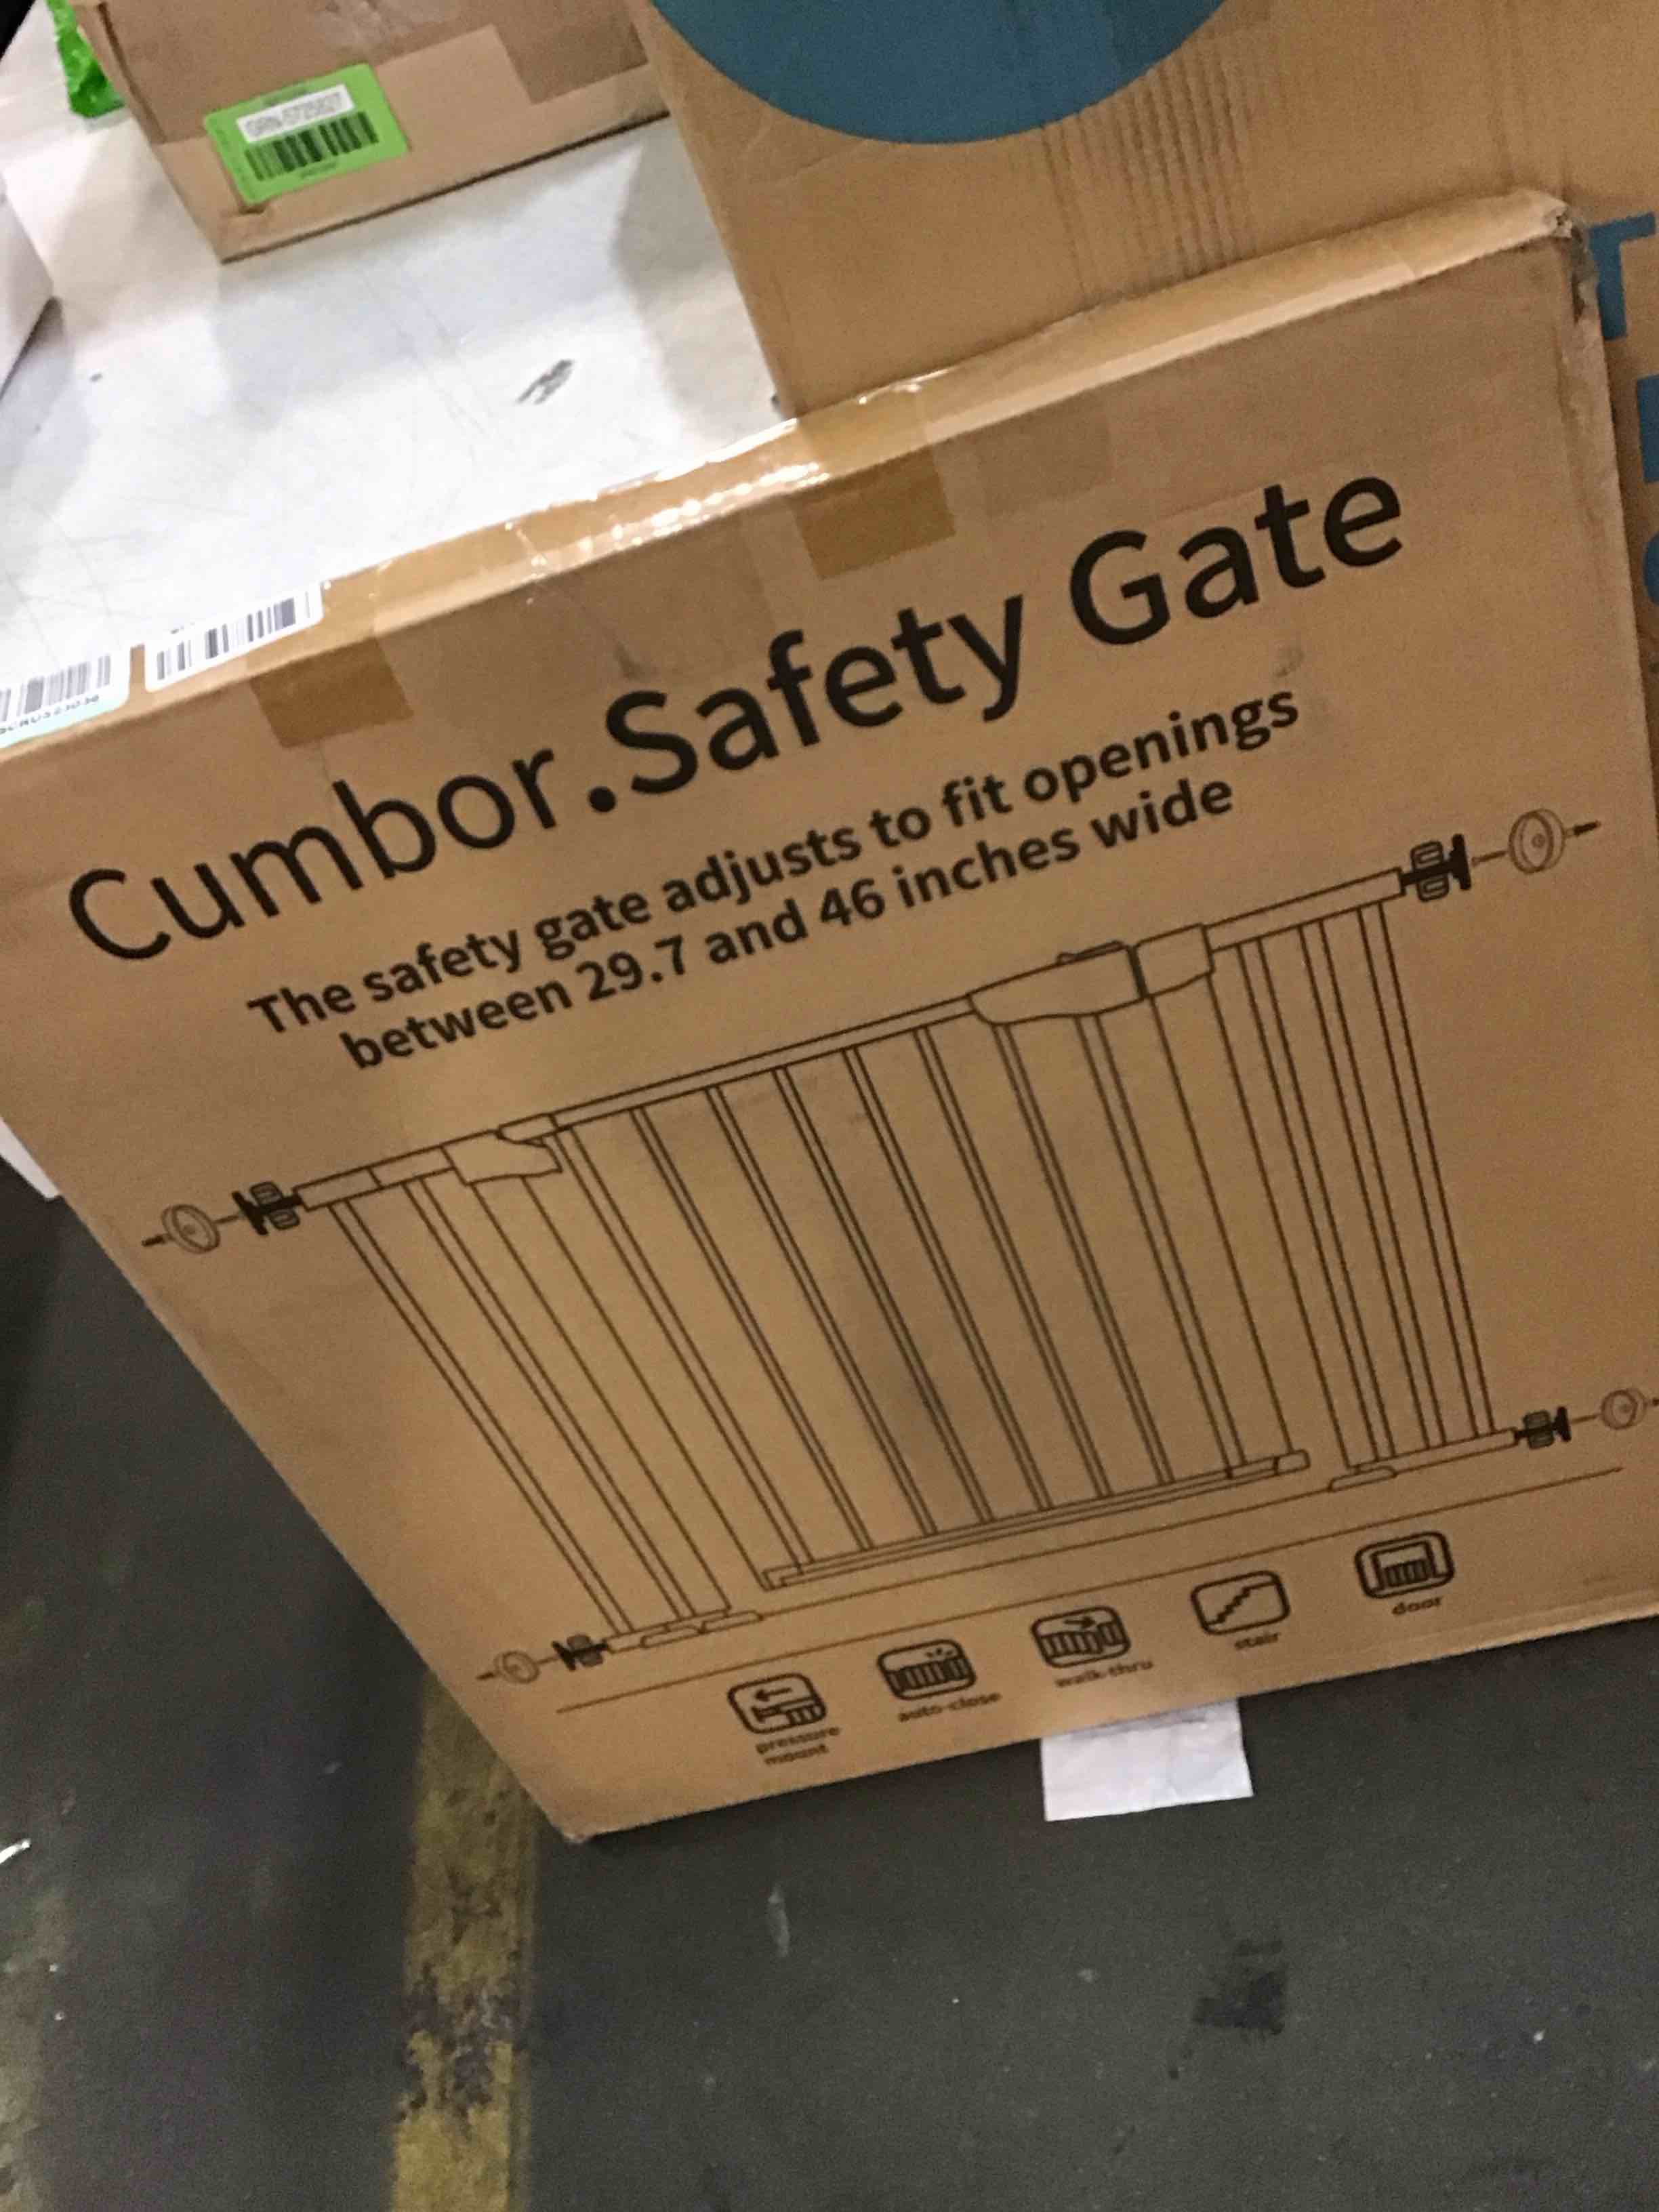 Cumbor.Safety Gate
The safety gate adjusts to fit openings
between 29.7 and 46 inches wide
pressure
mount
auto-close
walk-thru
stair
door
T